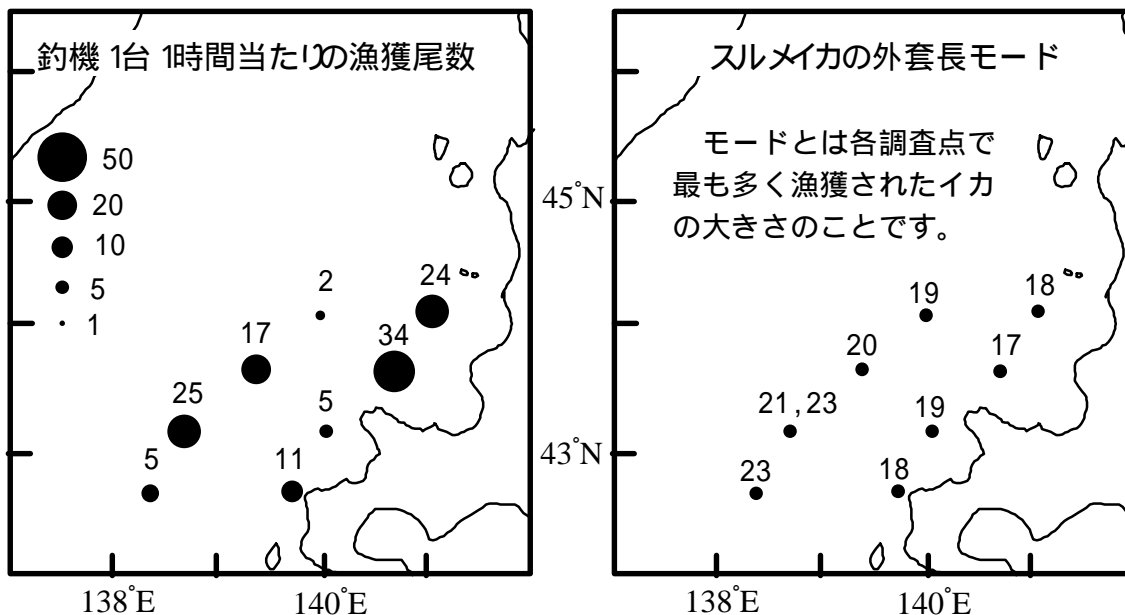 釣機 1台 1時間当たりの漁獲尾数
50
20
10
5
1
2
24
17
34
25
5
5
11
138°E
140°E
スルメイカの外套長モード
モードとは各調査点で
最も多く漁獲されたイカ
の大きさのことです。
45°N
43°N
19
18
20
17
21 , 23
19
23
18
138°E
140°E